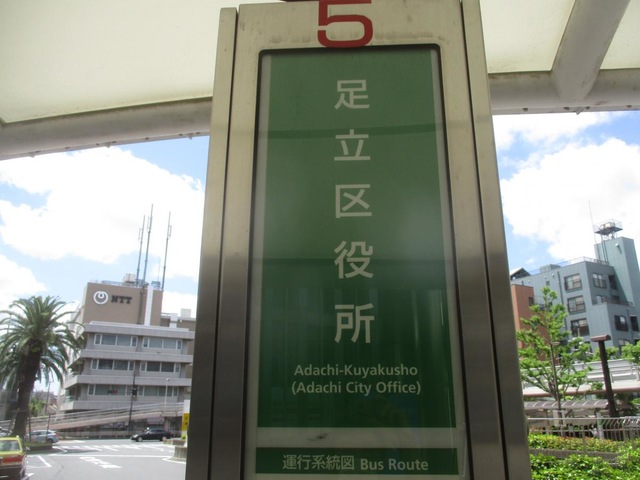 5
足立区役所
Adachi-Kuyakusho
(Adachi City Office)
運行系統図 Bus Route
NTT